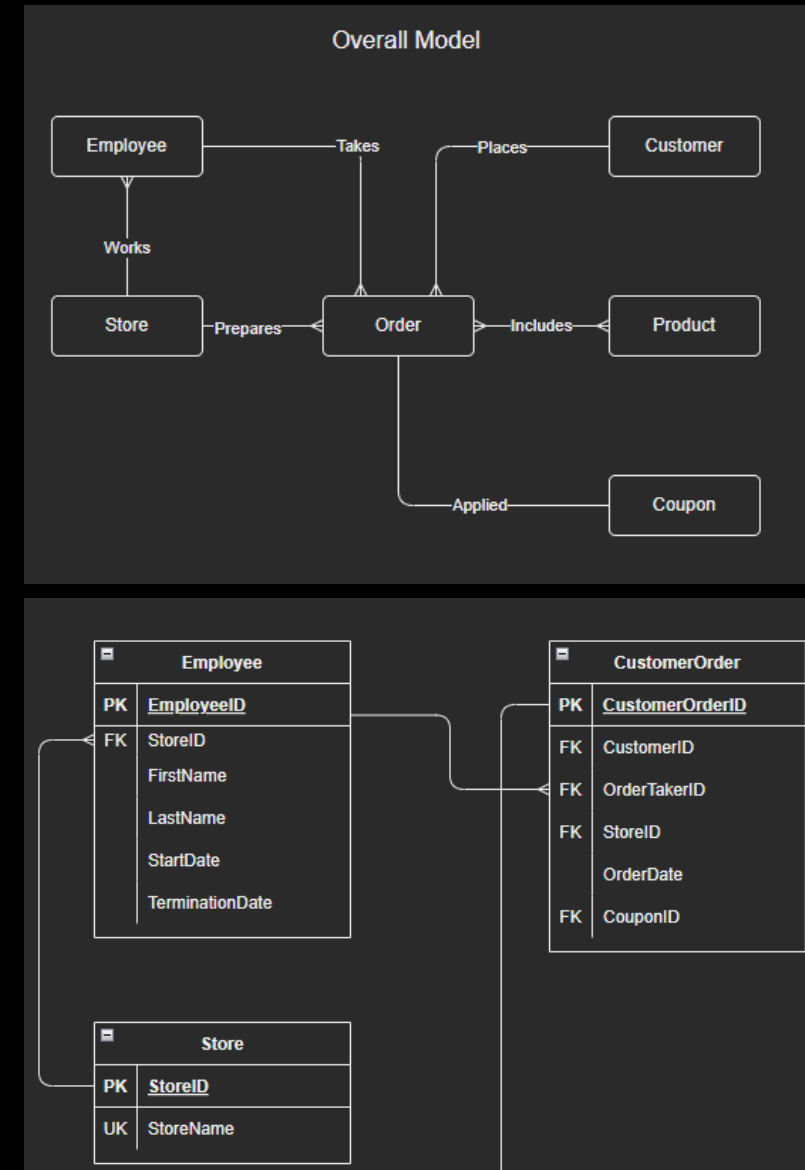 Overall Model
Employee
Takes
Places
Customer
Works
Store
Prepares
Order
Includes
Product
Applied
Coupon
Employee
PK EmployeeID
FK StoreID
FirstName
LastName
StartDate
TerminationDate
CustomerOrder
PK CustomerOrderID
FK CustomerID
FK OrderTakerID
FK StoreID
OrderDate
FK CouponID
Store
PK StoreID
UK StoreName